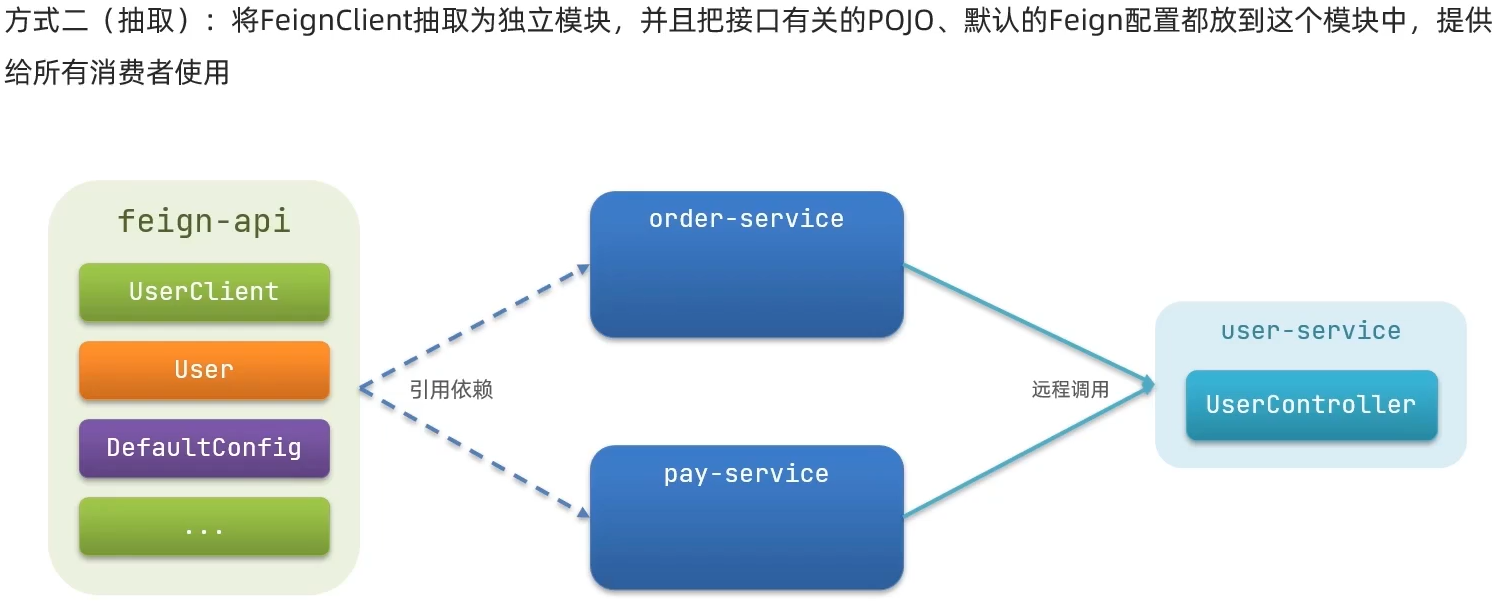 方式二（抽取）：将FeignClient抽取为独立模块，并且把接口有关的POJO、默认的Feign配置都放到这个模块中，提供
给所有消费者使用
feign-api
UserClient
User
DefaultConfig
...
引用依赖
order-service
pay-service
远程调用
user-service
UserController